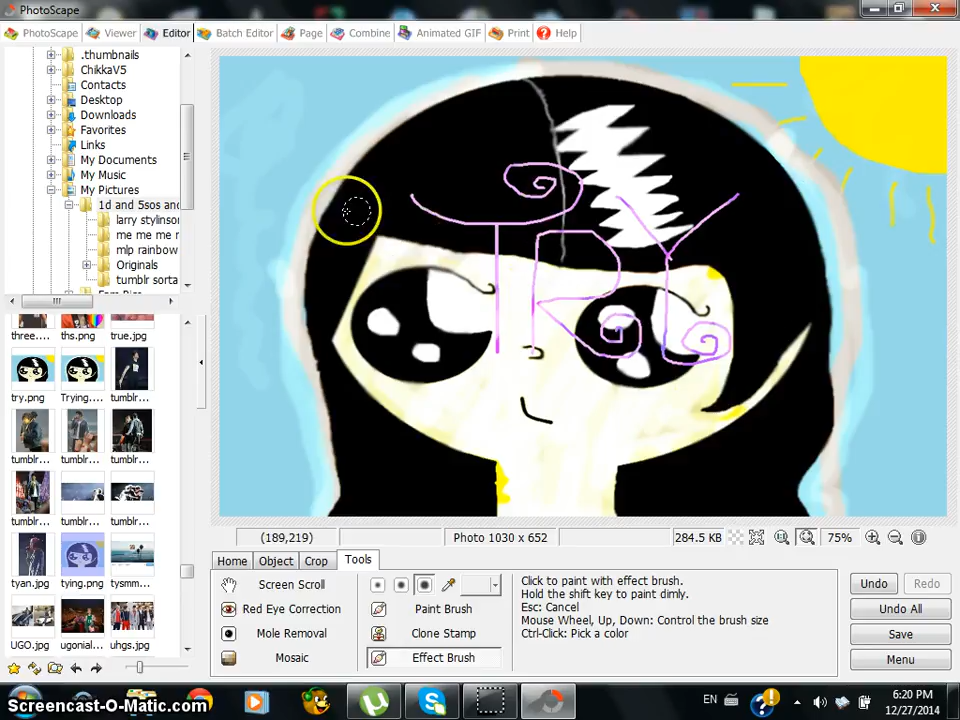 PhotoScape
PhotoScape Viewer Editor Batch Editor Page Combine Animated GIF Print Help
.thumbnails
ChikkaV5
Contacts
Desktop
Downloads
Favorites
Links
My Documents
My Music
My Pictures
1d and 5sos and
larry stylinson
me me me m
mlp rainbow
Originals
tumblr sorta
TRY
three.... ths.png true.jpg
try.png Trying.... tumblr...
tumblr... tumblr... tumblr...
tumblr... tumblr... tumblr...
tyan.jpg tying.png tysmm...
UGO.jpg ugonial... uhgs.jpg
(189,219) Photo 1030 x 652 284.5 KB 75%
Home Object Crop Tools
Screen Scroll
Red Eye Correction
Mole Removal
Mosaic
Paint Brush
Clone Stamp
Effect Brush
Click to paint with effect brush.
Hold the shift key to paint dimly.
Esc: Cancel
Mouse Wheel, Up, Down: Control the brush size
Ctrl-Click: Pick a color
Undo Redo
Undo All
Save
Menu
EN
6:20 PM
12/27/2014
Screencast-O-Matic.com